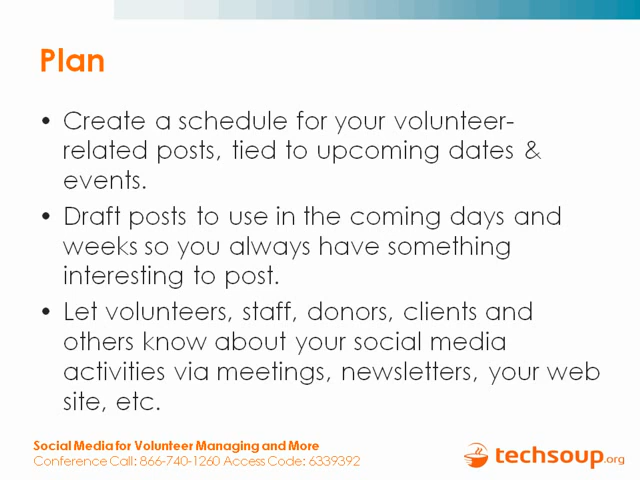 Plan
• Create a schedule for your volunteer-
related posts, tied to upcoming dates &
events.
• Draft posts to use in the coming days and
weeks so you always have something
interesting to post.
• Let volunteers, staff, donors, clients and
others know about your social media
activities via meetings, newsletters, your web
site, etc.
Social Media for Volunteer Managing and More
Conference Call: 866-740-1260 Access Code: 6339392
techsoup.org